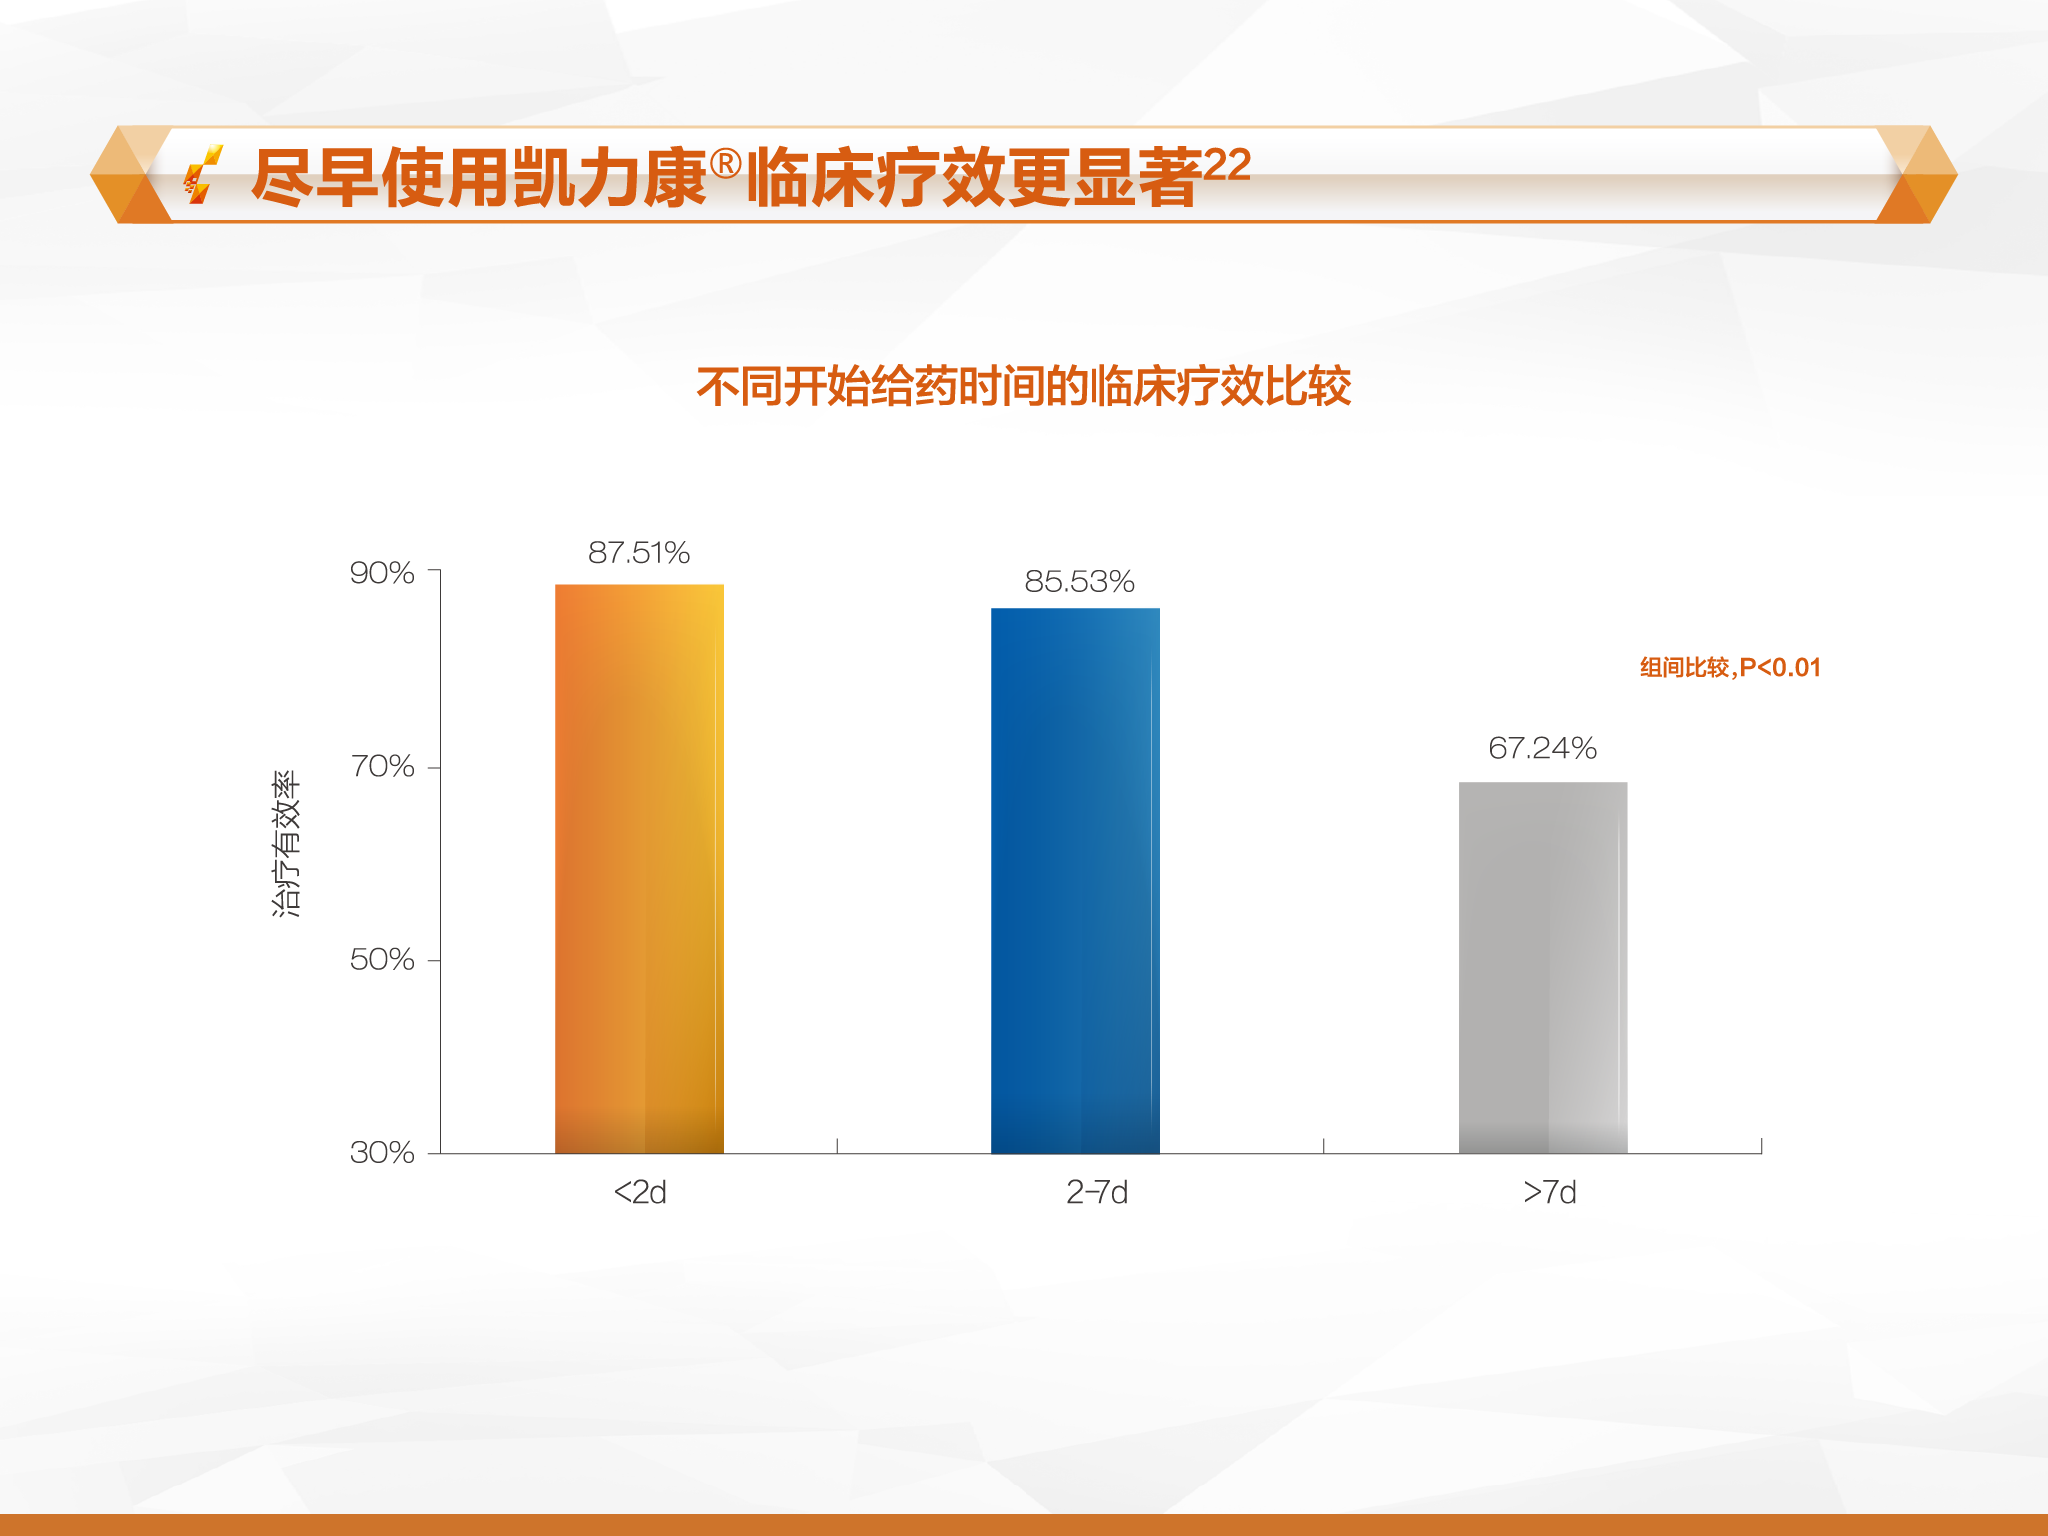 尽早使用凯力康®临床疗效更显著22
不同开始给药时间的临床疗效比较
治疗有效率
90%
70%
50%
30%
87.51%
85.53%
67.24%
组间比较,P<0.01
<2d
2-7d
>7d